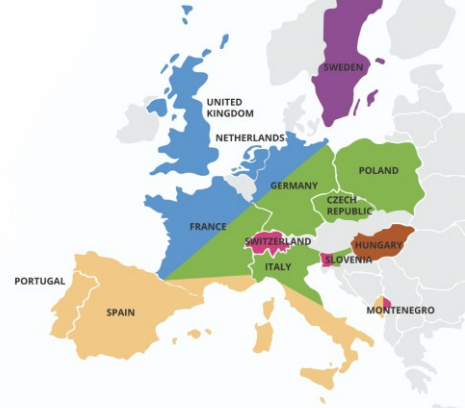 SWEDEN
UNITED
KINGDOM
NETHERLANDS
POLAND
GERMANY
CZECH
REPUBLIC
FRANCE
SWITZERLAND
HUNGARY
SLOVENIA
ITALY
PORTUGAL
SPAIN
MONTENEGRO